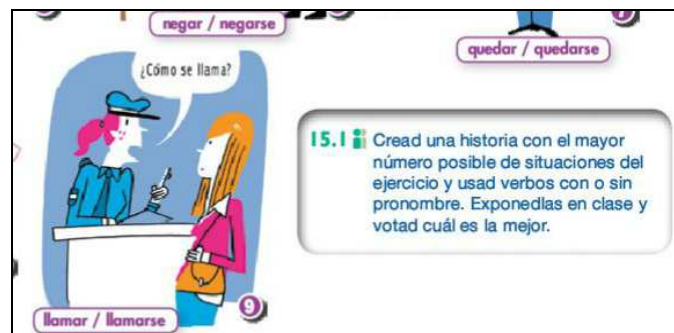 negar / negarse
7
quedar / quedarse
¿Cómo se llama?
15.1 Cread una historia con el mayor
número posible de situaciones del
ejercicio y usad verbos con o sin
pronombre. Exponedlas en clase y
votad cuál es la mejor.
9
llamar / llamarse